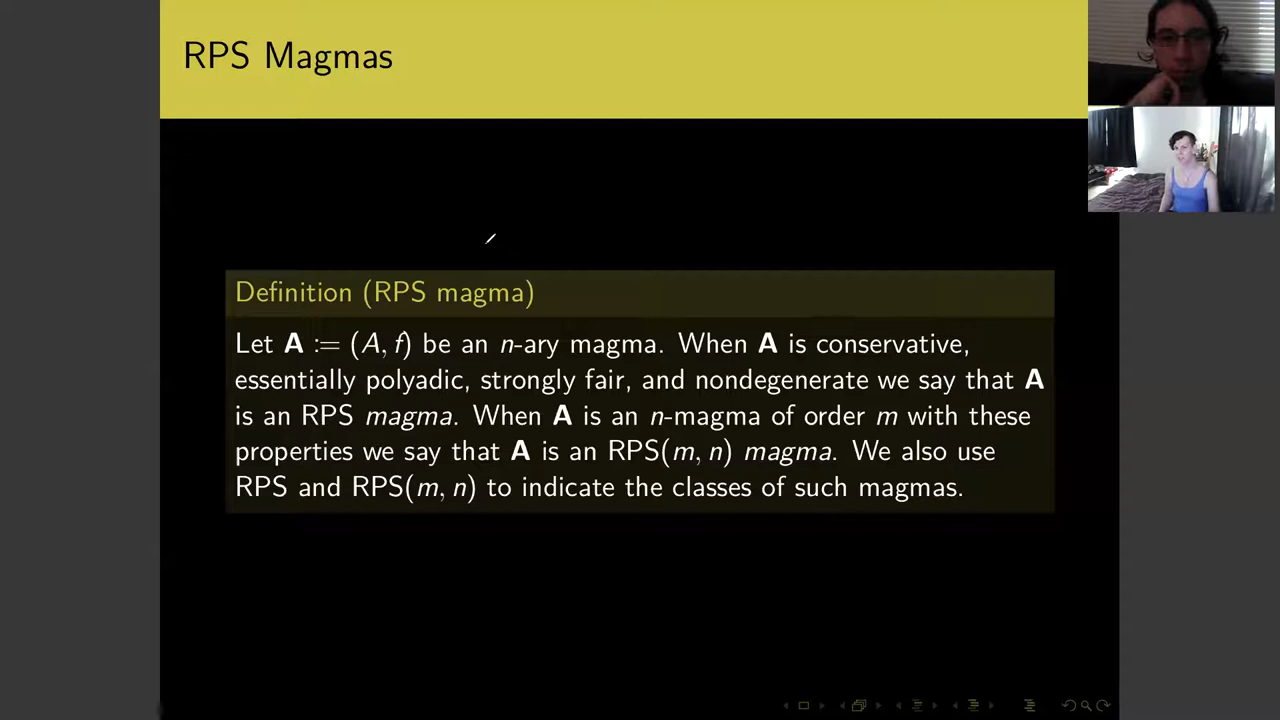 RPS Magmas
Definition (RPS magma)
Let A := (A, f) be an n-ary magma. When A is conservative,
essentially polyadic, strongly fair, and nondegenerate we say that A
is an RPS magma. When A is an n-magma of order m with these
properties we say that A is an RPS(m, n) magma. We also use
RPS and RPS(m, n) to indicate the classes of such magmas.